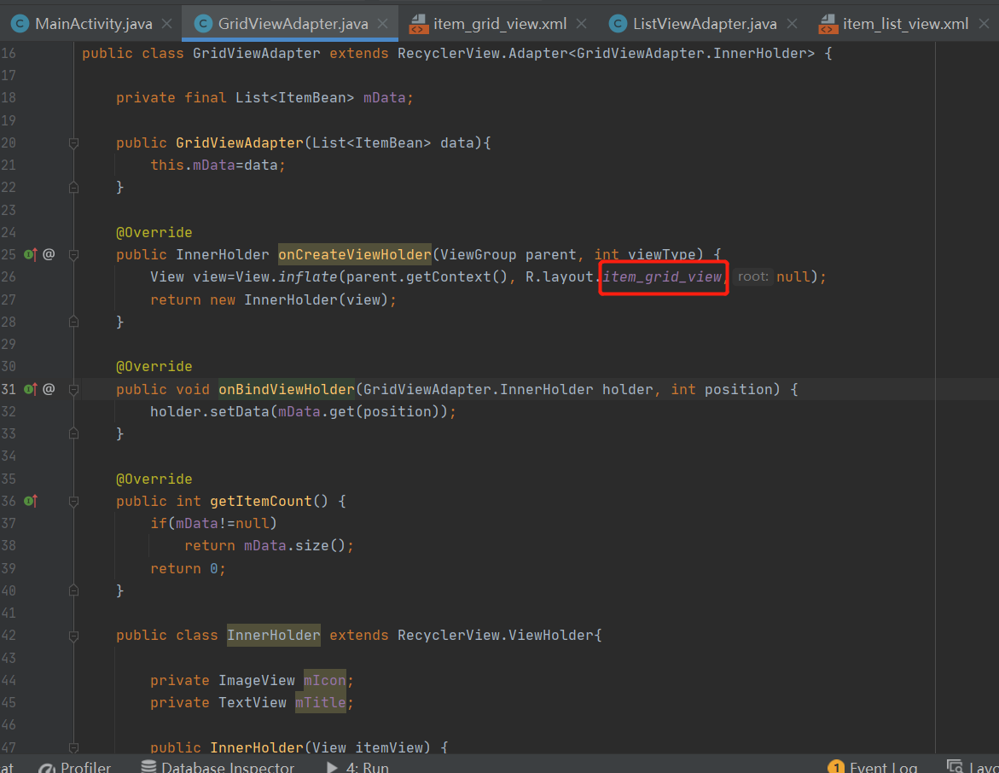 MainActivity.java GridViewAdapter.java item_grid_view.xml ListViewAdapter.java item_list_view.xml
16 public class GridViewAdapter extends RecyclerView.Adapter<GridViewAdapter.InnerHolder> {
17
18 private final List<ItemBean> mData;
19
20 public GridViewAdapter(List<ItemBean> data){
21 this.mData=data;
22 }
23
24 @Override
25 @ public InnerHolder onCreateViewHolder(ViewGroup parent, int viewType) {
26 View view=View.inflate(parent.getContext(), R.layout.item_grid_view, root: null);
27 return new InnerHolder(view);
28 }
29
30 @Override
31 @ public void onBindViewHolder(GridViewAdapter.InnerHolder holder, int position) {
32 holder.setData(mData.get(position));
33 }
34
35 @Override
36 public int getItemCount() {
37 if(mData!=null)
38 return mData.size();
39 return 0;
40 }
41
42 public class InnerHolder extends RecyclerView.ViewHolder{
43
44 private ImageView mIcon;
45 private TextView mTitle;
46
47 public InnerHolder(View itemView) {
at Profiler Database Inspector 4: Run 1 Event Log Layo